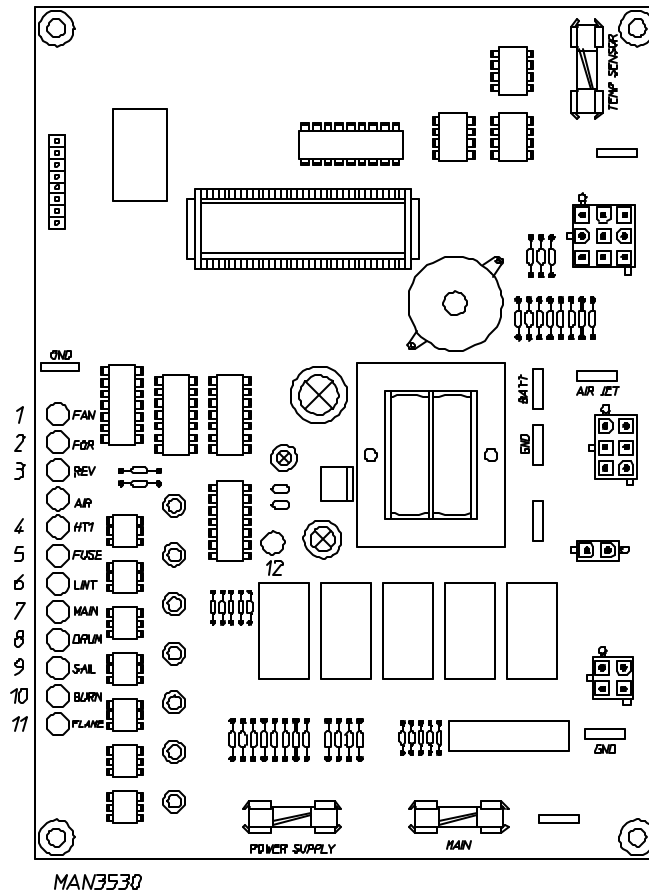 TEMP SENSOR
GND
BATT
AIR JET
1 FAN
2 FOR
GND
3 REV
AIR
4 HT1
5 FUSE
12
6 LINT
7 MAIN
8 DRUM
9 SAIL
10 BURN
11 FLAME
GND
POWER SUPPLY
MAIN
MAN3530